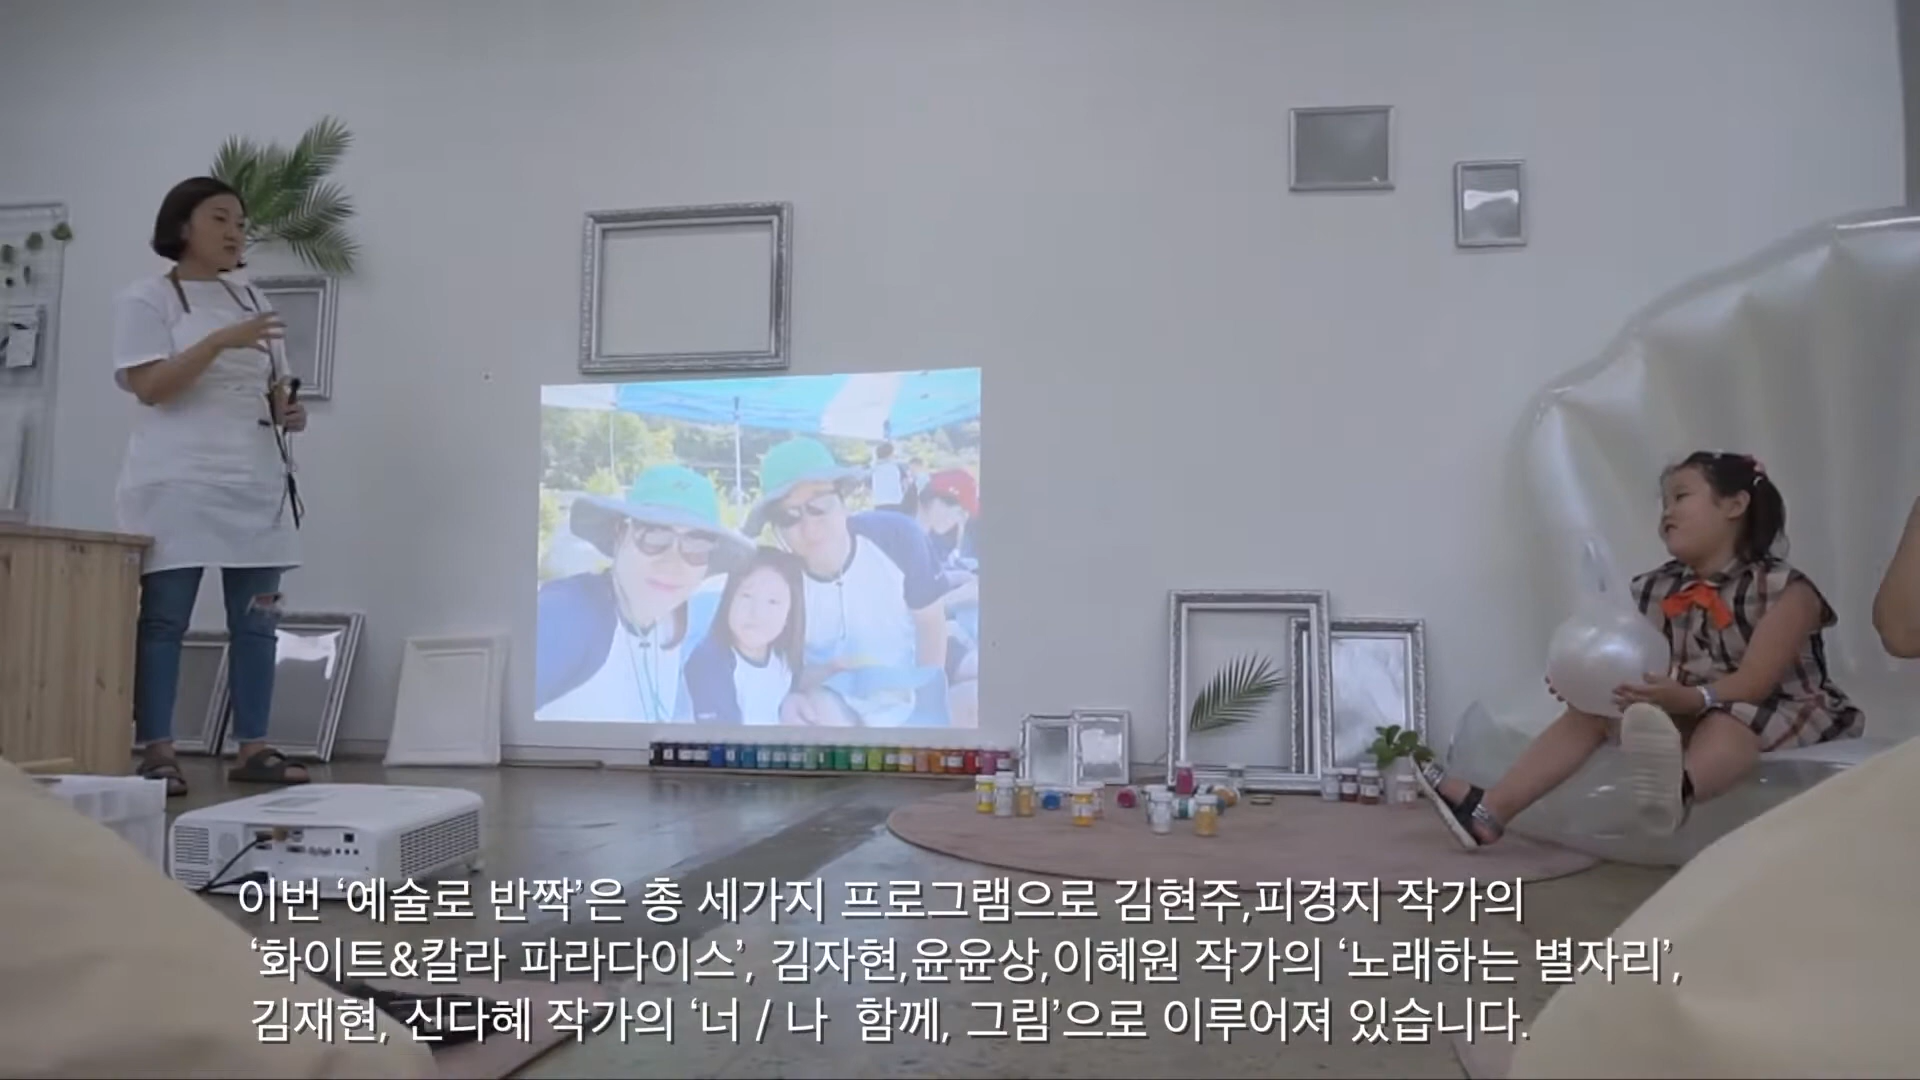 이번 ‘예술로 반짝’은 총 세가지 프로그램으로 김현주,피경지 작가의
‘화이트&칼라 파라다이스’, 김자현,윤윤상,이혜원 작가의 ‘노래하는 별자리’,
김재현, 신다혜 작가의 ‘너 / 나 함께, 그림’으로 이루어져 있습니다.